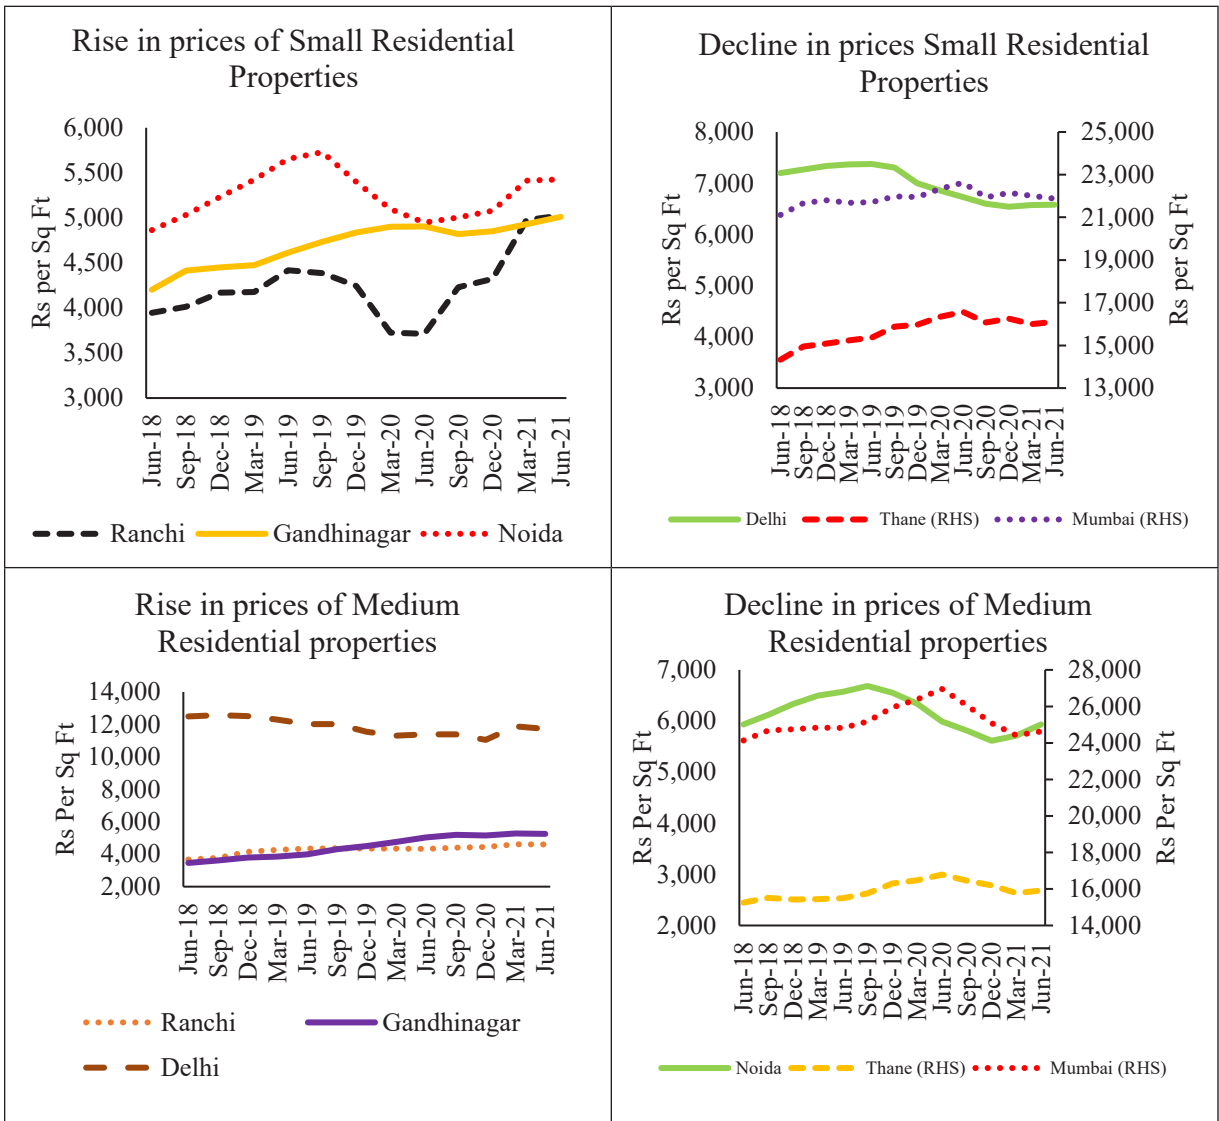 Rise in prices of Small Residential
Properties
Rs per Sq Ft
6,000
5,500
5,000
4,500
4,000
3,500
3,000
Jun-18
Sep-18
Dec-18
Mar-19
Jun-19
Sep-19
Dec-19
Mar-20
Jun-20
Sep-20
Dec-20
Mar-21
Jun-21
Ranchi Gandhinagar Noida
Decline in prices Small Residential
Properties
Rs per Sq Ft
8,000
7,000
6,000
5,000
4,000
3,000
25,000
23,000
21,000
19,000
17,000
15,000
13,000
Rs per Sq Ft
Jun-18
Sep-18
Dec-18
Mar-19
Jun-19
Sep-19
Dec-19
Mar-20
Jun-20
Sep-20
Dec-20
Mar-21
Jun-21
Delhi Thane (RHS) Mumbai (RHS)
Rise in prices of Medium
Residential properties
Rs Per Sq Ft
14,000
12,000
10,000
8,000
6,000
4,000
2,000
Jun-18
Sep-18
Dec-18
Mar-19
Jun-19
Sep-19
Dec-19
Mar-20
Jun-20
Sep-20
Dec-20
Mar-21
Jun-21
Ranchi Gandhinagar
Delhi
Decline in prices of Medium
Residential properties
Rs Per Sq Ft
7,000
6,000
5,000
4,000
3,000
2,000
28,000
26,000
24,000
22,000
20,000
18,000
16,000
14,000
Rs Per Sq Ft
Jun-18
Sep-18
Dec-18
Mar-19
Jun-19
Sep-19
Mar-20
Jun-20
Sep-20
Dec-20
Mar-21
Jun-21
Noida Thane (RHS) Mumbai (RHS)